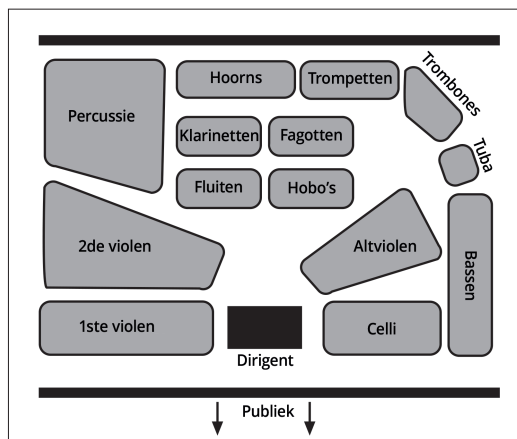 Hoorns
Trompetten
Trombones
Percussie
Klarinetten
Fagotten
Tuba
Fluiten
Hobo's
2de violen
Altviolen
Bassen
1ste violen
Celli
Dirigent
Publiek